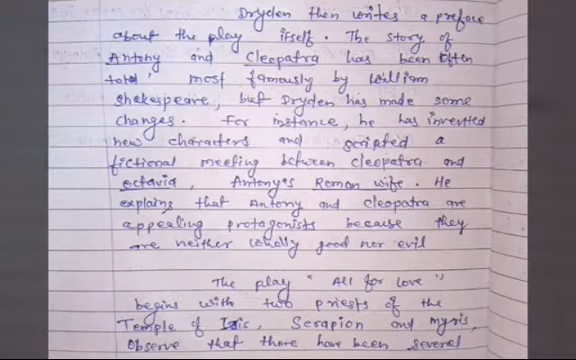 Dryden then writes a preface
about the play itself. The story of
Antony and Cleopatra has been often
told, most famously by William
Shakespeare, but Dryden has made some
changes. For instance, he has invented
new characters and scripted a
fictional meeting between cleopatra and
octavia, Antony's Roman wife. He
explains that Antony and cleopatra are
appealing protagonists because they
are neither wholly good nor evil
The play "All for love"
begins with two priests of the
Temple of Isis, Serapion and myris,
Observe that there have been several